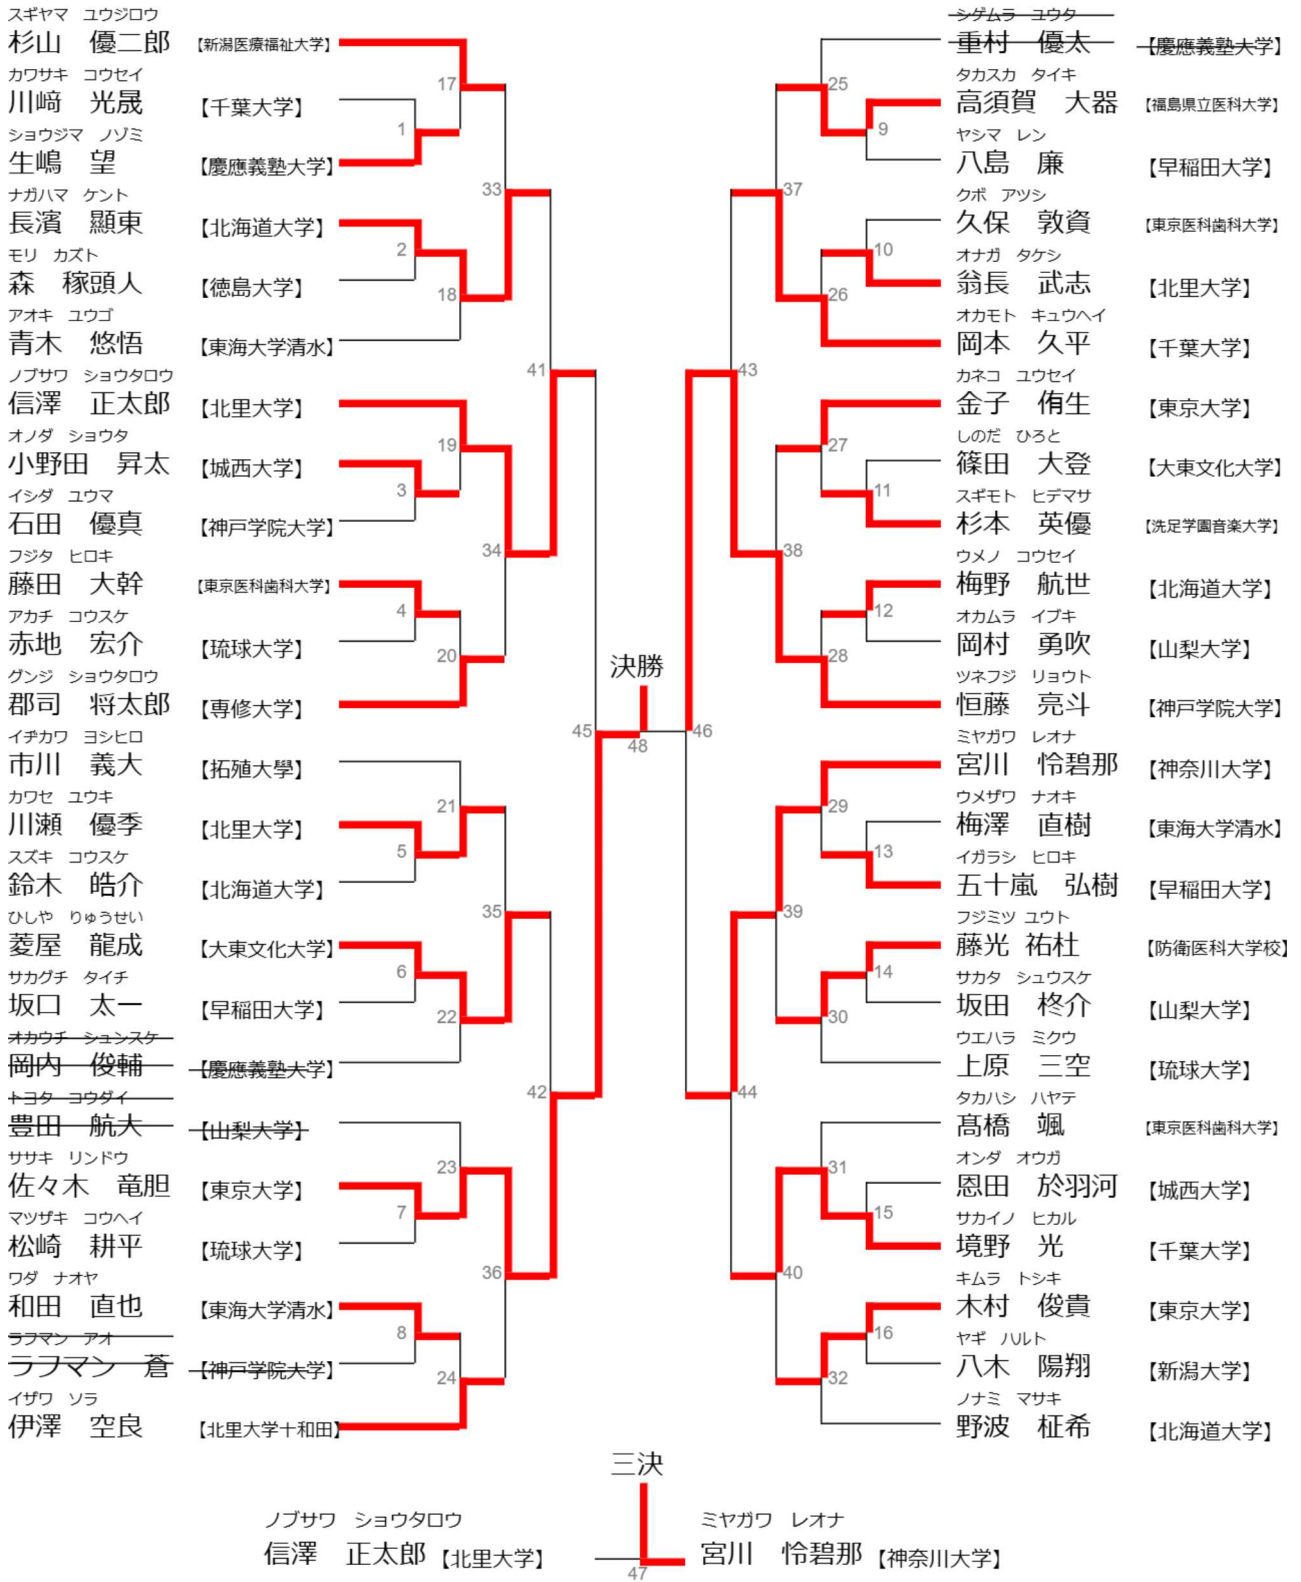 スギヤマ ユウジロウ
杉山 優二郎 【新潟医療福祉大学】
カワサキ コウセイ
川﨑 光晟 【千葉大学】
ショウジマ ノゾミ
生嶋 望 【慶應義塾大学】
ナガハマ ケント
長濱 顯東 【北海道大学】
モリ カズト
森 稼頭人 【徳島大学】
アオキ ユウゴ
青木 悠悟 【東海大学清水】
ノブサワ ショウタロウ
信澤 正太郎 【北里大学】
オノダ ショウタ
小野田 昇太 【城西大学】
イシダ ユウマ
石田 優真 【神戸学院大学】
フジタ ヒロキ
藤田 大幹 【東京医科歯科大学】
アカチ コウスケ
赤地 宏介 【琉球大学】
グンジ ショウタロウ
郡司 将太郎 【専修大学】
イヂカワ ヨシヒロ
市川 義大 【拓殖大學】
カワセ ユウキ
川瀬 優季 【北里大学】
スズキ コウスケ
鈴木 皓介 【北海道大学】
ひしや りゅうせい
菱屋 龍成 【大東文化大学】
サカグチ タイチ
坂口 太一 【早稲田大学】
オカウチ シュンスケ
岡内 俊輔 【慶應義塾大学】
トヨタ コウダイ
豊田 航大 【山梨大学】
ササキ リンドウ
佐々木 竜胆 【東京大学】
マツザキ コウヘイ
松崎 耕平 【琉球大学】
ワダ ナオヤ
和田 直也 【東海大学清水】
ラフマン アオ
ラフマン 蒼 【神戸学院大学】
イザワ ソラ
伊澤 空良 【北里大学十和田】
17
1
33
2
18
41
19
3
34
4
20
45
21
5
35
6
22
42
23
7
36
8
24
決勝
48
シゲムラ ユウタ
重村 優太 【慶應義塾大学】
タカスカ タイキ
高須賀 大器 【福島県立医科大学】
ヤシマ レン
八島 廉 【早稲田大学】
クボ アツシ
久保 敦資 【東京医科歯科大学】
オナガ タケシ
翁長 武志 【北里大学】
オカモト キュウヘイ
岡本 久平 【千葉大学】
カネコ ユウセイ
金子 侑生 【東京大学】
しのだ ひろと
篠田 大登 【大東文化大学】
スギモト ヒデマサ
杉本 英優 【洗足学園音楽大学】
ウメノ コウセイ
梅野 航世 【北海道大学】
オカムラ イブキ
岡村 勇吹 【山梨大学】
ツネフジ リョウト
恒藤 亮斗 【神戸学院大学】
ミヤガワ レオナ
宮川 怜碧那 【神奈川大学】
ウメザワ ナオキ
梅澤 直樹 【東海大学清水】
イガラシ ヒロキ
五十嵐 弘樹 【早稲田大学】
フジミツ ユウト
藤光 祐杜 【防衛医科大学校】
サカタ シュウスケ
坂田 柊介 【山梨大学】
ウエハラ ミクウ
上原 三空 【琉球大学】
タカハシ ハヤテ
髙橋 颯 【東京医科歯科大学】
オンダ オウガ
恩田 於羽河 【城西大学】
サカイノ ヒカル
境野 光 【千葉大学】
キムラ トシキ
木村 俊貴 【東京大学】
ヤギ ハルト
八木 陽翔 【新潟大学】
ノナミ マサキ
野波 柾希 【北海道大学】
25
9
37
10
26
43
27
11
38
12
28
46
29
13
39
14
30
44
31
15
40
16
32
三決
ノブサワ ショウタロウ
信澤 正太郎 【北里大学】
47
ミヤガワ レオナ
宮川 怜碧那 【神奈川大学】